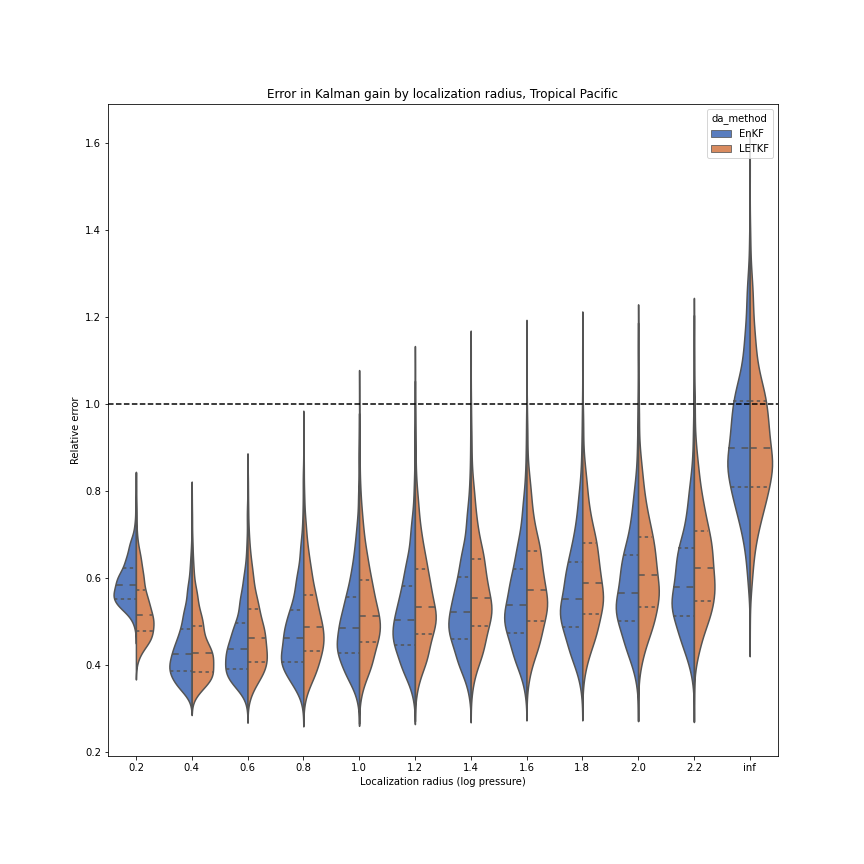 Error in Kalman gain by localization radius, Tropical Pacific
da_method
EnKF
LETKF
1.6
1.4
1.2
1.0
0.8
0.6
0.4
0.2
Relative error
0.2 0.4 0.6 0.8 1.0 1.2 1.4 1.6 1.8 2.0 2.2 inf
Localization radius (log pressure)